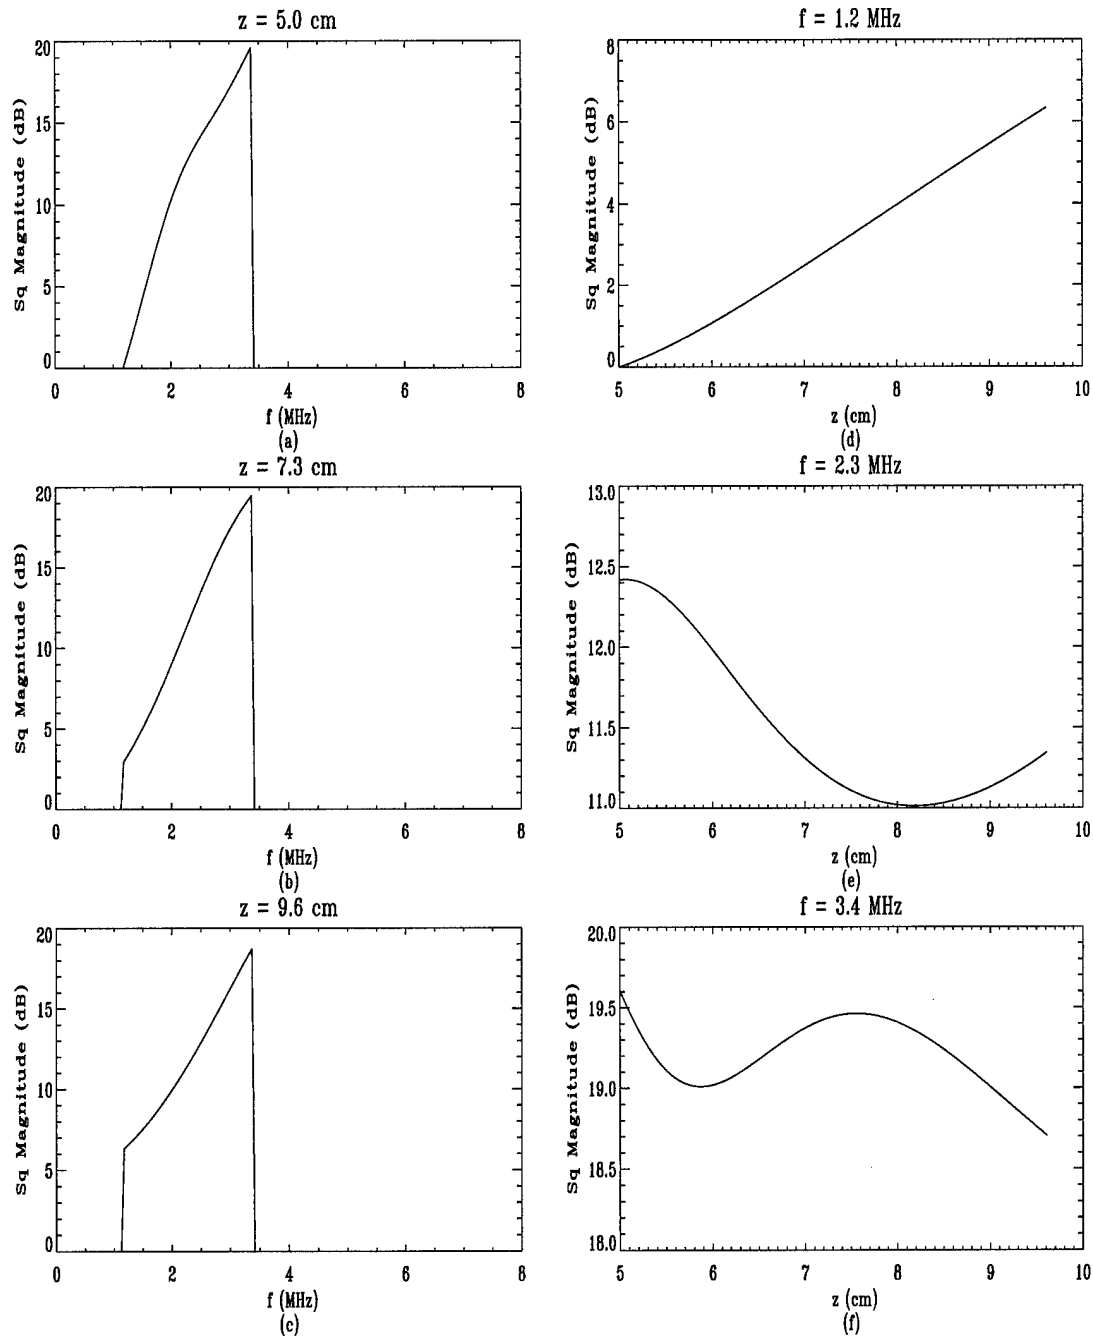 z = 5.0 cm
20
15
10
5
0
Sq Magnitude (dB)
0 2 4 6 8
f (MHz)
(a)
z = 7.3 cm
20
15
10
5
0
Sq Magnitude (dB)
0 2 4 6 8
f (MHz)
(b)
z = 9.6 cm
20
15
10
5
0
Sq Magnitude (dB)
0 2 4 6 8
f (MHz)
(c)
f = 1.2 MHz
8
6
4
2
0
Sq Magnitude (dB)
5 6 7 8 9 10
z (cm)
(d)
f = 2.3 MHz
13.0
12.5
12.0
11.5
11.0
Sq Magnitude (dB)
5 6 7 8 9 10
z (cm)
(e)
f = 3.4 MHz
20.0
19.5
19.0
18.5
18.0
Sq Magnitude (dB)
5 6 7 8 9 10
z (cm)
(f)